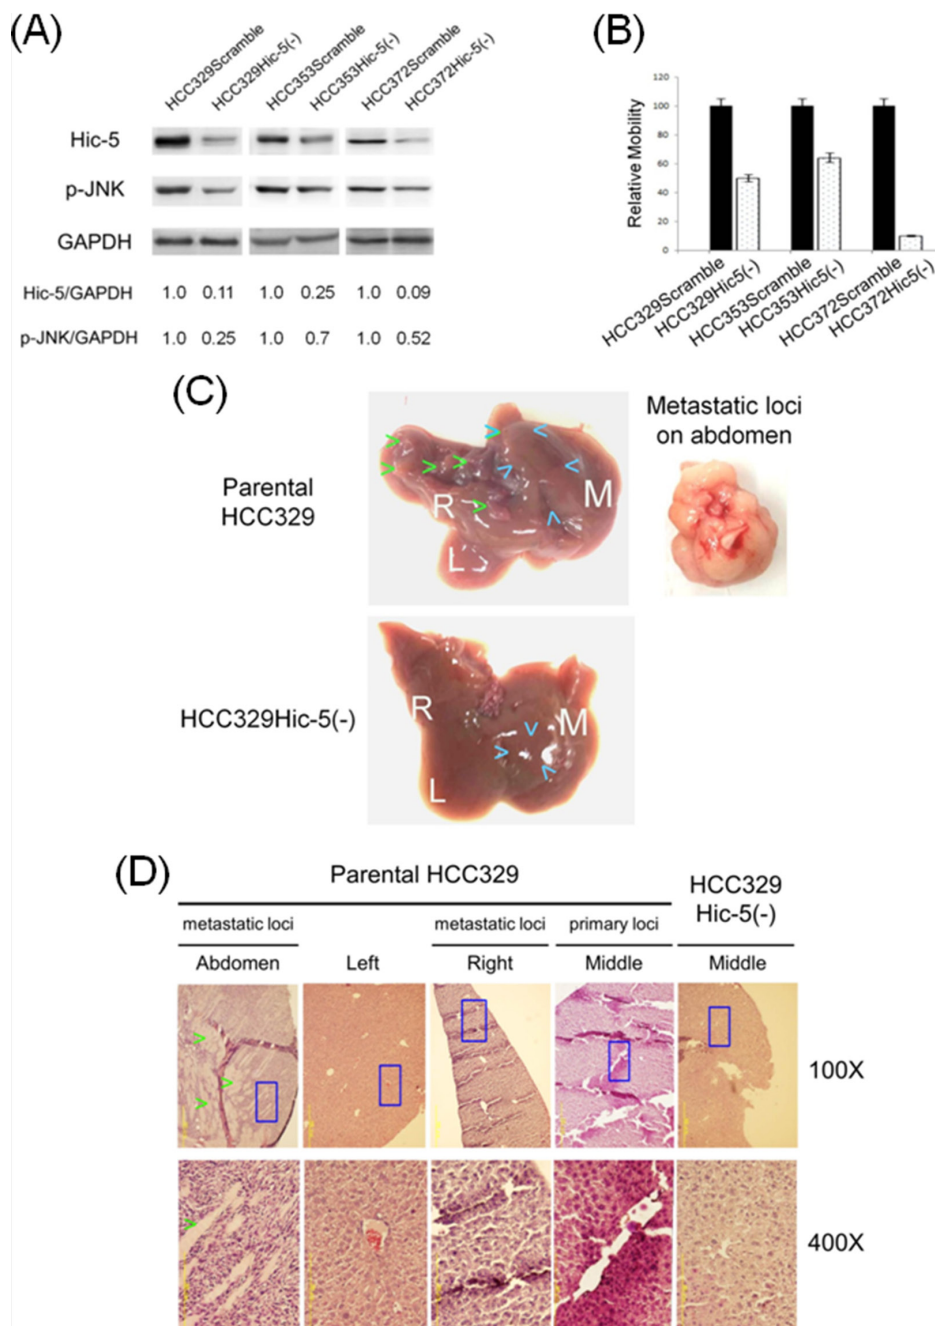 (A)
HCC329Scramble
HCC329Hic-5(-)
HCC353Scramble
HCC353Hic-5(-)
HCC372Scramble
HCC372Hic-5(-)
Hic-5
p-JNK
GAPDH
Hic-5/GAPDH 1.0 0.11 1.0 0.25 1.0 0.09
p-JNK/GAPDH 1.0 0.25 1.0 0.7 1.0 0.52
(B)
Relative Mobility
120
100
80
60
40
20
0
HCC329Scramble
HCC329Hic5(-)
HCC353Scramble
HCC353Hic5(-)
HCC372Scramble
HCC372Hic5(-)
(C)
Parental
HCC329
R
M
L
Metastatic loci
on abdomen
HCC329Hic-5(-)
R
M
L
(D)
Parental HCC329
HCC329
Hic-5(-)
metastatic loci
metastatic loci
primary loci
Abdomen
Left
Right
Middle
Middle
100X
400X